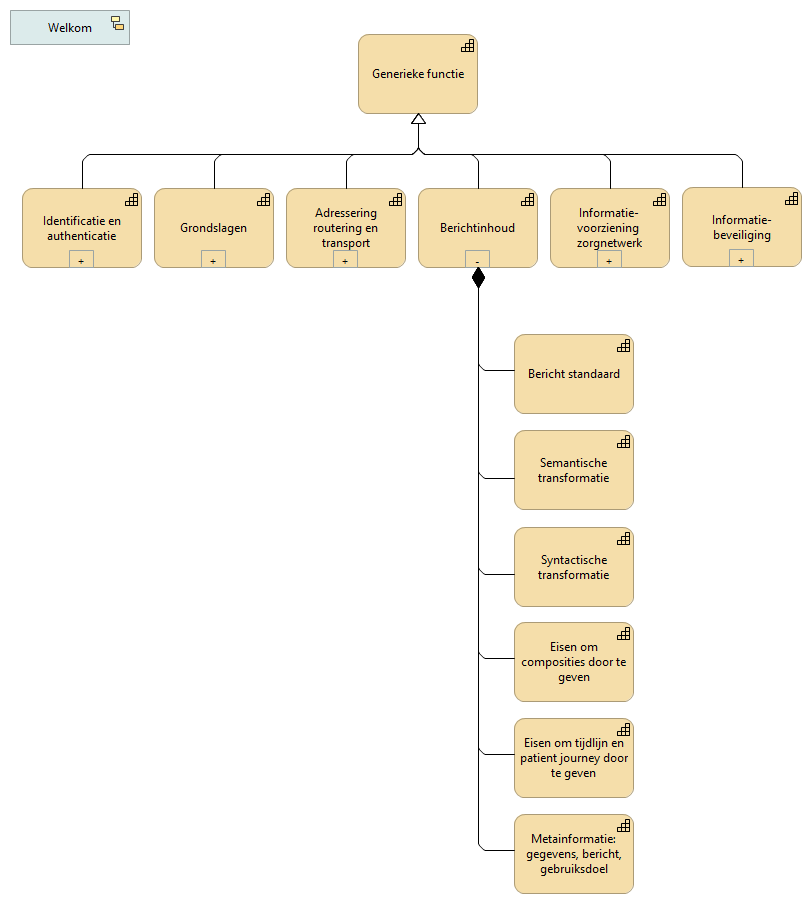 Welkom
Generieke functie
Identificatie en
authenticatie
+
Grondslagen
+
Adressering
routering en
transport
+
Berichtinhoud
-
Informatie-
voorziening
zorgnetwerk
+
Informatie-
beveiliging
+
Bericht standaard
Semantische
transformatie
Syntactische
transformatie
Eisen om
composities door te
geven
Eisen om tijdlijn en
patient journey door
te geven
Metainformatie:
gegevens, bericht,
gebruiksdoel